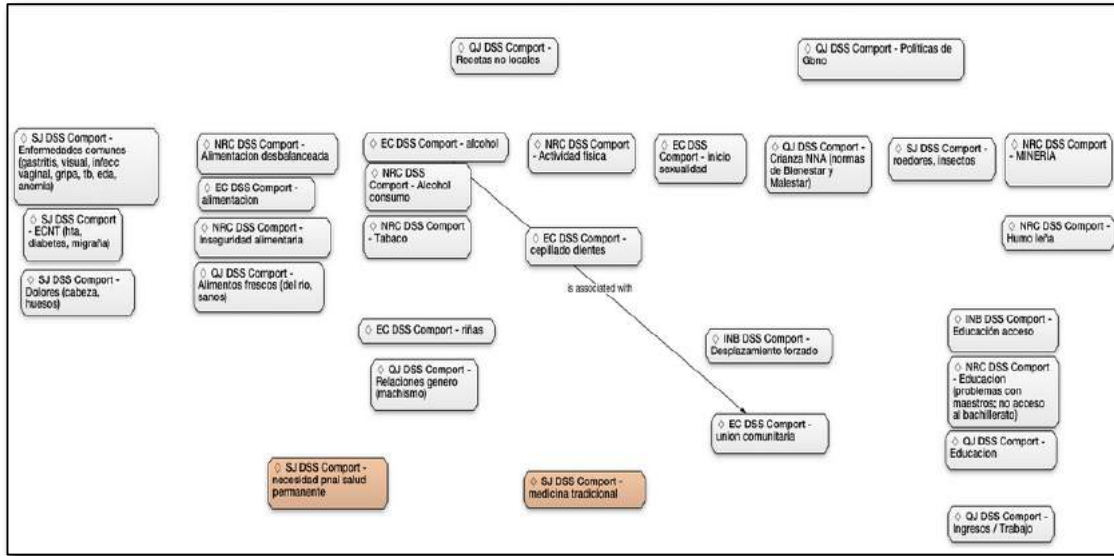 ◇ QJ DSS Comport -
Recetas no locales
◇ QJ DSS Comport - Políticas de
Gbno
◇ SJ DSS Comport -
Enfermedades comunes
(gastritis, visual, infecc
vaginal, gripa, tb, eda,
anemia)
◇ SJ DSS Comport
- ECNT (hta,
diabetes, migraña)
◇ SJ DSS Comport -
Dolores (cabeza,
huesos)
◇ NRC DSS Comport -
Alimentacion desbalanceada
◇ EC DSS Comport -
alimentacion
◇ NRC DSS Comport -
Inseguridad alimentaria
◇ QJ DSS Comport -
Alimentos frescos (del rio,
sanos)
◇ EC DSS Comport - alcohol
◇ NRC DSS
Comport - Alcohol
consumo
◇ NRC DSS Comport
- Tabaco
◇ EC DSS Comport - riñas
◇ QJ DSS Comport -
Relaciones genero
(machismo)
◇ NRC DSS Comport
- Actividad física
◇ EC DSS Comport -
cepillado dientes
is associated with
◇ EC DSS
Comport - inicio
sexualidad
◇ QJ DSS Comport -
Crianza NNA (normas
de Bienestar y
Malestar)
◇ SJ DSS Comport -
roedores, insectos
◇ NRC DSS
Comport - MINERÍA
◇ NRC DSS Comport -
Humo leña
◇ INB DSS Comport -
Desplazamiento forzado
◇ EC DSS Comport -
union comunitaria
◇ INB DSS Comport -
Educación acceso
◇ NRC DSS Comport
- Educacion
(problemas con
maestros; no acceso
al bachillerato)
◇ QJ DSS Comport -
Educacion
◇ QJ DSS Comport -
Ingresos / Trabajo
◇ SJ DSS Comport -
necesidad pnal salud
permanente
◇ SJ DSS Comport -
medicina tradicional